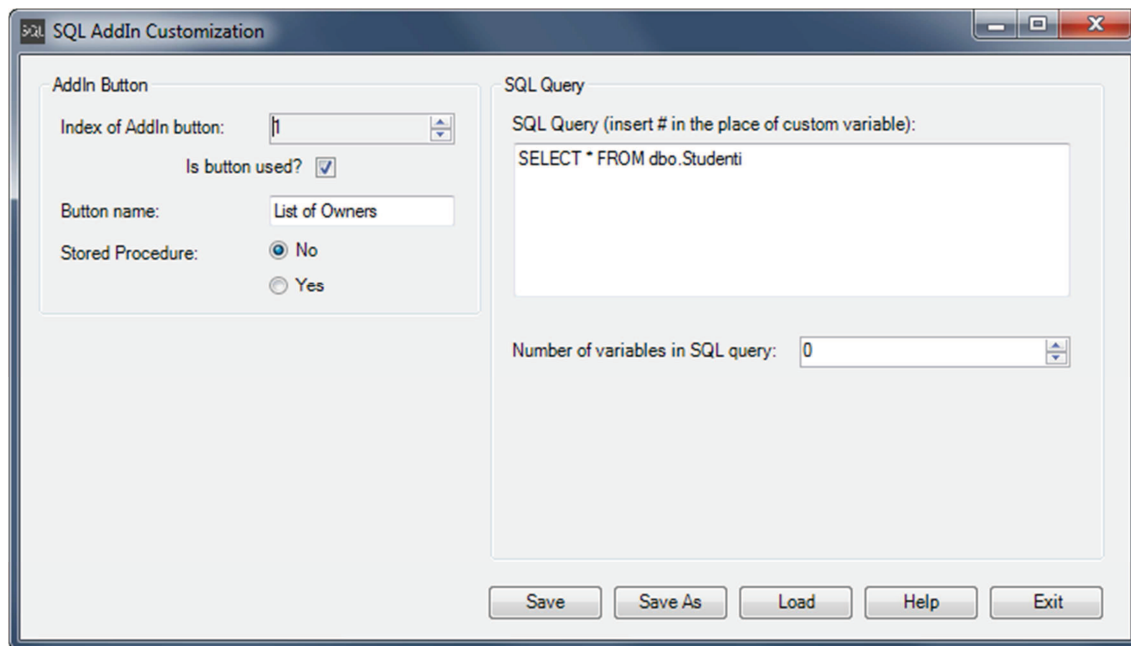 SQL SQL AddIn Customization
AddIn Button
Index of AddIn button: 1
Is button used?
Button name: List of Owners
Stored Procedure: No
Yes
SQL Query
SQL Query (insert # in the place of custom variable):
SELECT * FROM dbo.Studenti
Number of variables in SQL query: 0
Save Save As Load Help Exit